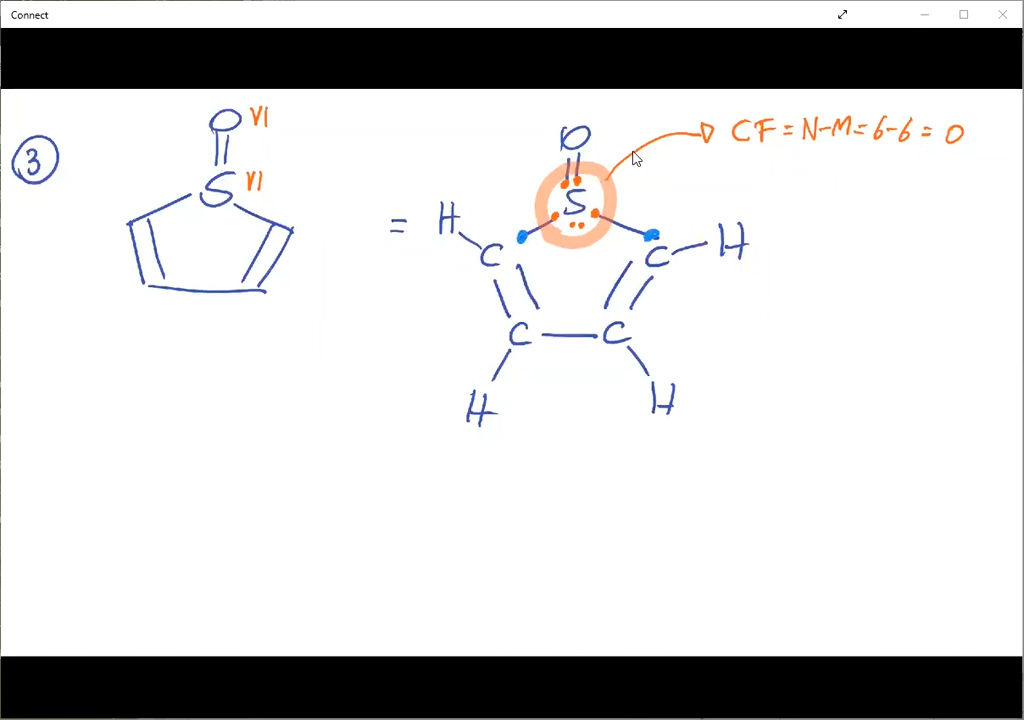 Connect
3
O VI
S VI
=
O
S
CF = N-M = 6-6 = 0
H
C
C
H
C
C
H
H